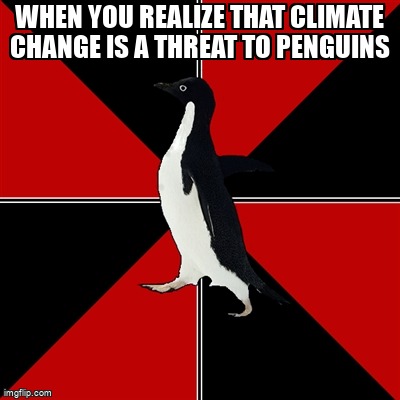 WHEN YOU REALIZE THAT CLIMATE
CHANGE IS A THREAT TO PENGUINS
imgflip.com